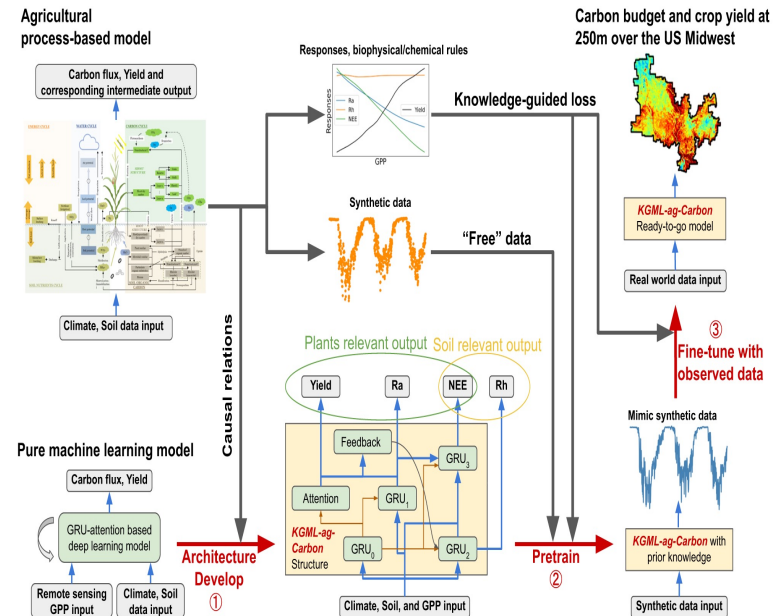 Agricultural
process-based model
Carbon flux, Yield and
corresponding intermediate output
Climate, Soil data input
Causal relations
Responses, biophysical/chemical rules
Responses
Ra
Rh
NEE
Yield
GPP
Knowledge-guided loss
Synthetic data
“Free” data
Carbon budget and crop yield at
250m over the US Midwest
KGML-ag-Carbon
Ready-to-go model
Real world data input
③
Fine-tune with
observed data
Mimic synthetic data
KGML-ag-Carbon with
prior knowledge
Synthetic data input
Plants relevant output
Soil relevant output
Yield
Ra
NEE
Rh
Feedback
GRU3
Attention
GRU1
KGML-ag-
Carbon
Structure
GRU0
GRU2
Climate, Soil, and GPP input
Pure machine learning model
Carbon flux, Yield
GRU-attention based
deep learning model
Remote sensing
GPP input
Climate, Soil
data input
Architecture
Develop
①
Pretrain
②